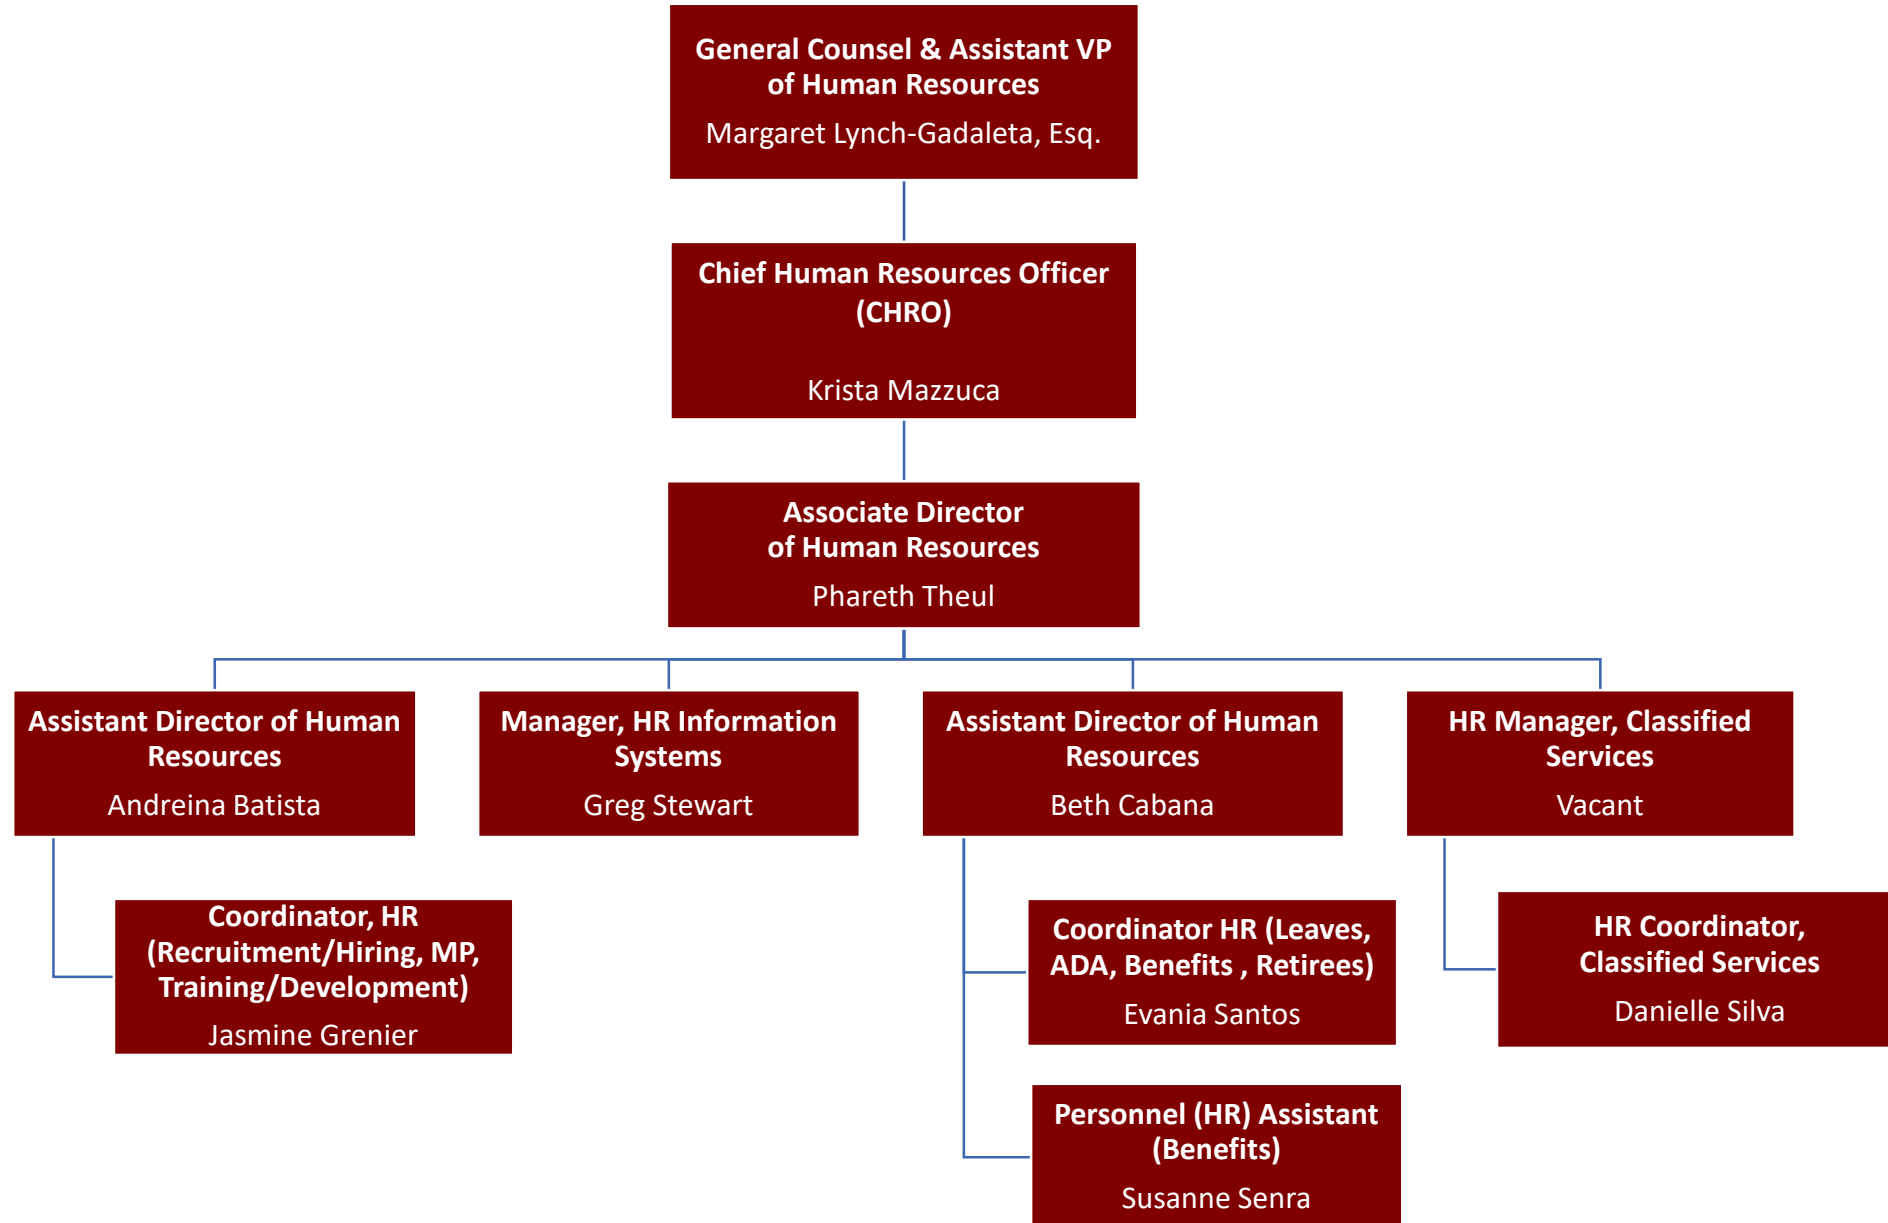 General Counsel & Assistant VP
of Human Resources
Margaret Lynch-Gadaleta, Esq.
Chief Human Resources Officer
(CHRO)
Krista Mazzuca
Associate Director
of Human Resources
Phareth Theul
Assistant Director of Human
Resources
Andreina Batista
Manager, HR Information
Systems
Greg Stewart
Assistant Director of Human
Resources
Beth Cabana
HR Manager, Classified
Services
Vacant
Coordinator, HR
(Recruitment/Hiring, MP,
Training/Development)
Jasmine Grenier
Coordinator HR (Leaves,
ADA, Benefits , Retirees)
Evania Santos
HR Coordinator,
Classified Services
Danielle Silva
Personnel (HR) Assistant
(Benefits)
Susanne Senra